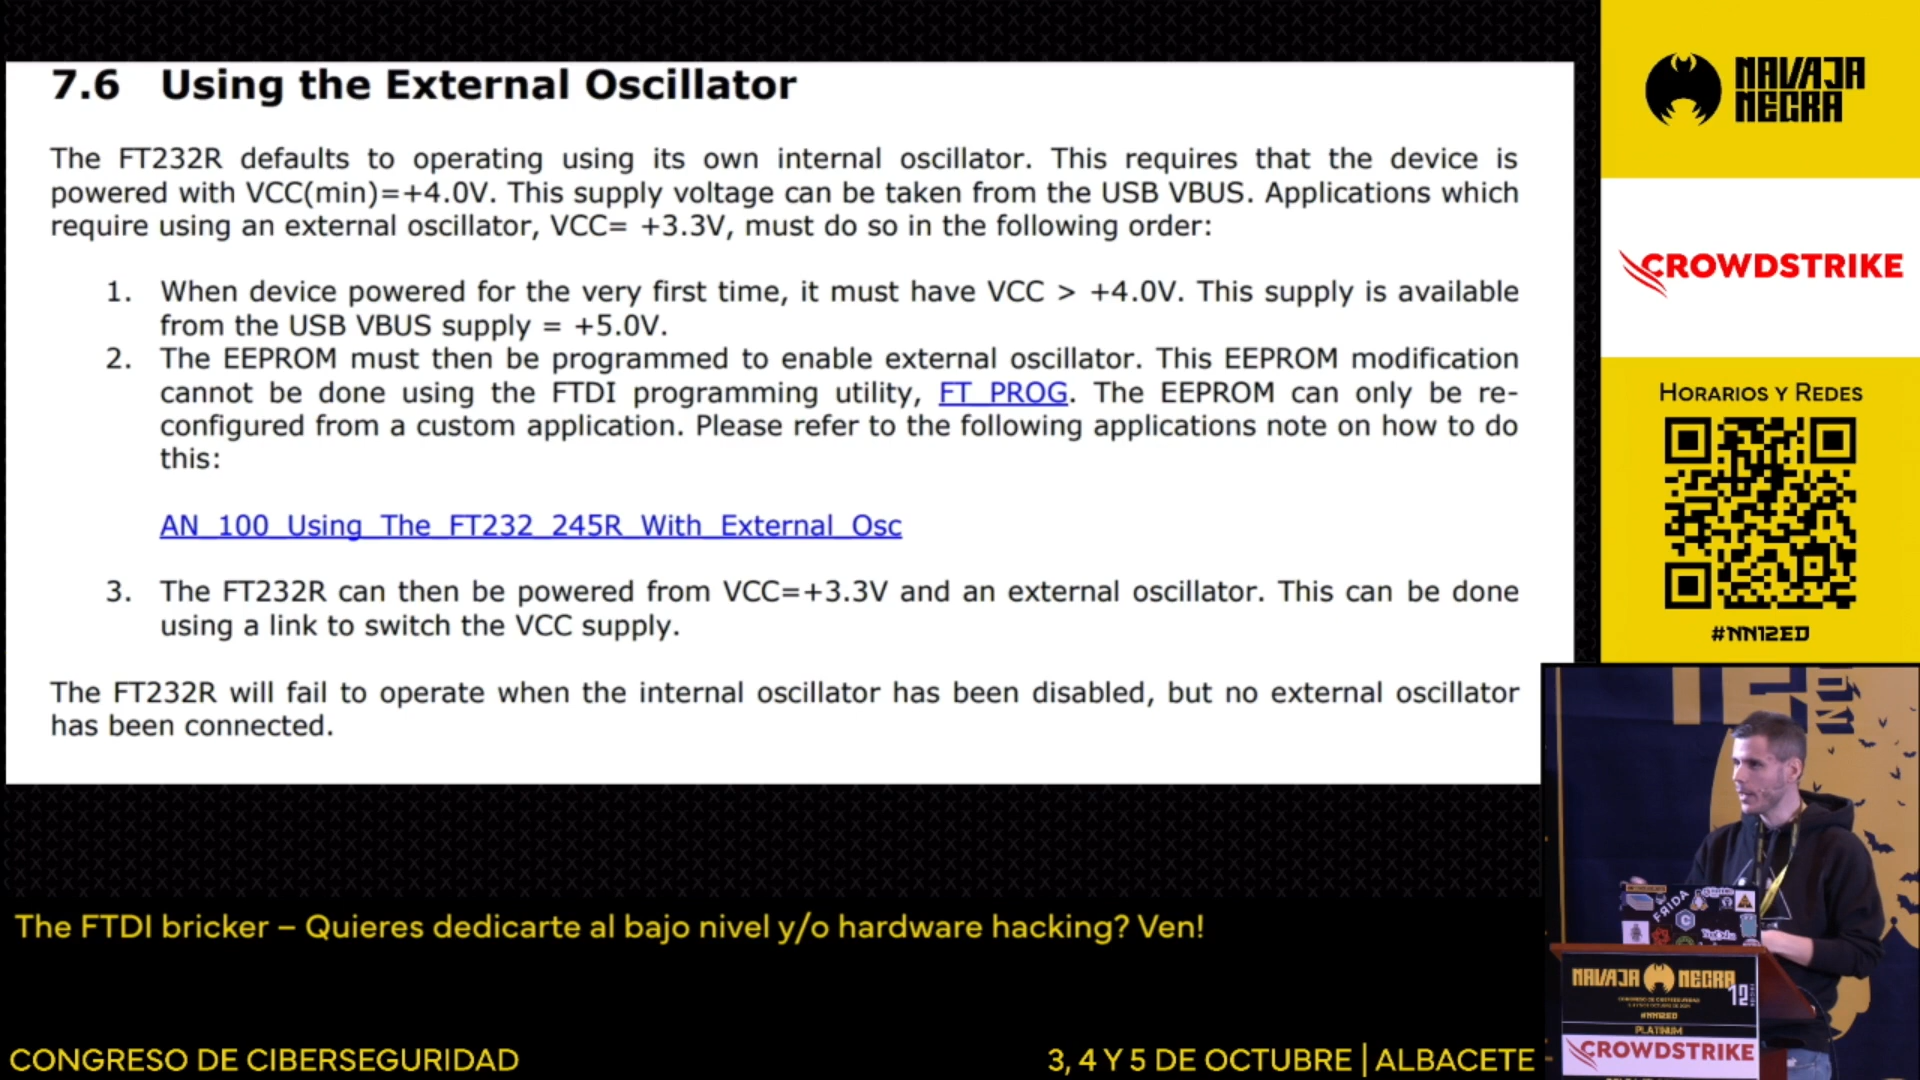 7.6 Using the External Oscillator
The FT232R defaults to operating using its own internal oscillator. This requires that the device is
powered with VCC(min)=+4.0V. This supply voltage can be taken from the USB VBUS. Applications which
require using an external oscillator, VCC= +3.3V, must do so in the following order:
1. When device powered for the very first time, it must have VCC > +4.0V. This supply is available
from the USB VBUS supply = +5.0V.
2. The EEPROM must then be programmed to enable external oscillator. This EEPROM modification
cannot be done using the FTDI programming utility, FT_PROG. The EEPROM can only be re-
configured from a custom application. Please refer to the following applications note on how to do
this:
AN_100_Using_The_FT232_245R_With_External_Osc
3. The FT232R can then be powered from VCC=+3.3V and an external oscillator. This can be done
using a link to switch the VCC supply.
The FT232R will fail to operate when the internal oscillator has been disabled, but no external oscillator
has been connected.
NAVAJA
NEGRA
CROWDSTRIKE
HORARIOS Y REDES
#NN12ED
FRIDA
NAVAJA NEGRA
12
#NN12ED
PLATINUM
CROWDSTRIKE
The FTDI bricker – Quieres dedicarte al bajo nivel y/o hardware hacking? Ven!
CONGRESO DE CIBERSEGURIDAD
3, 4 Y 5 DE OCTUBRE | ALBACETE